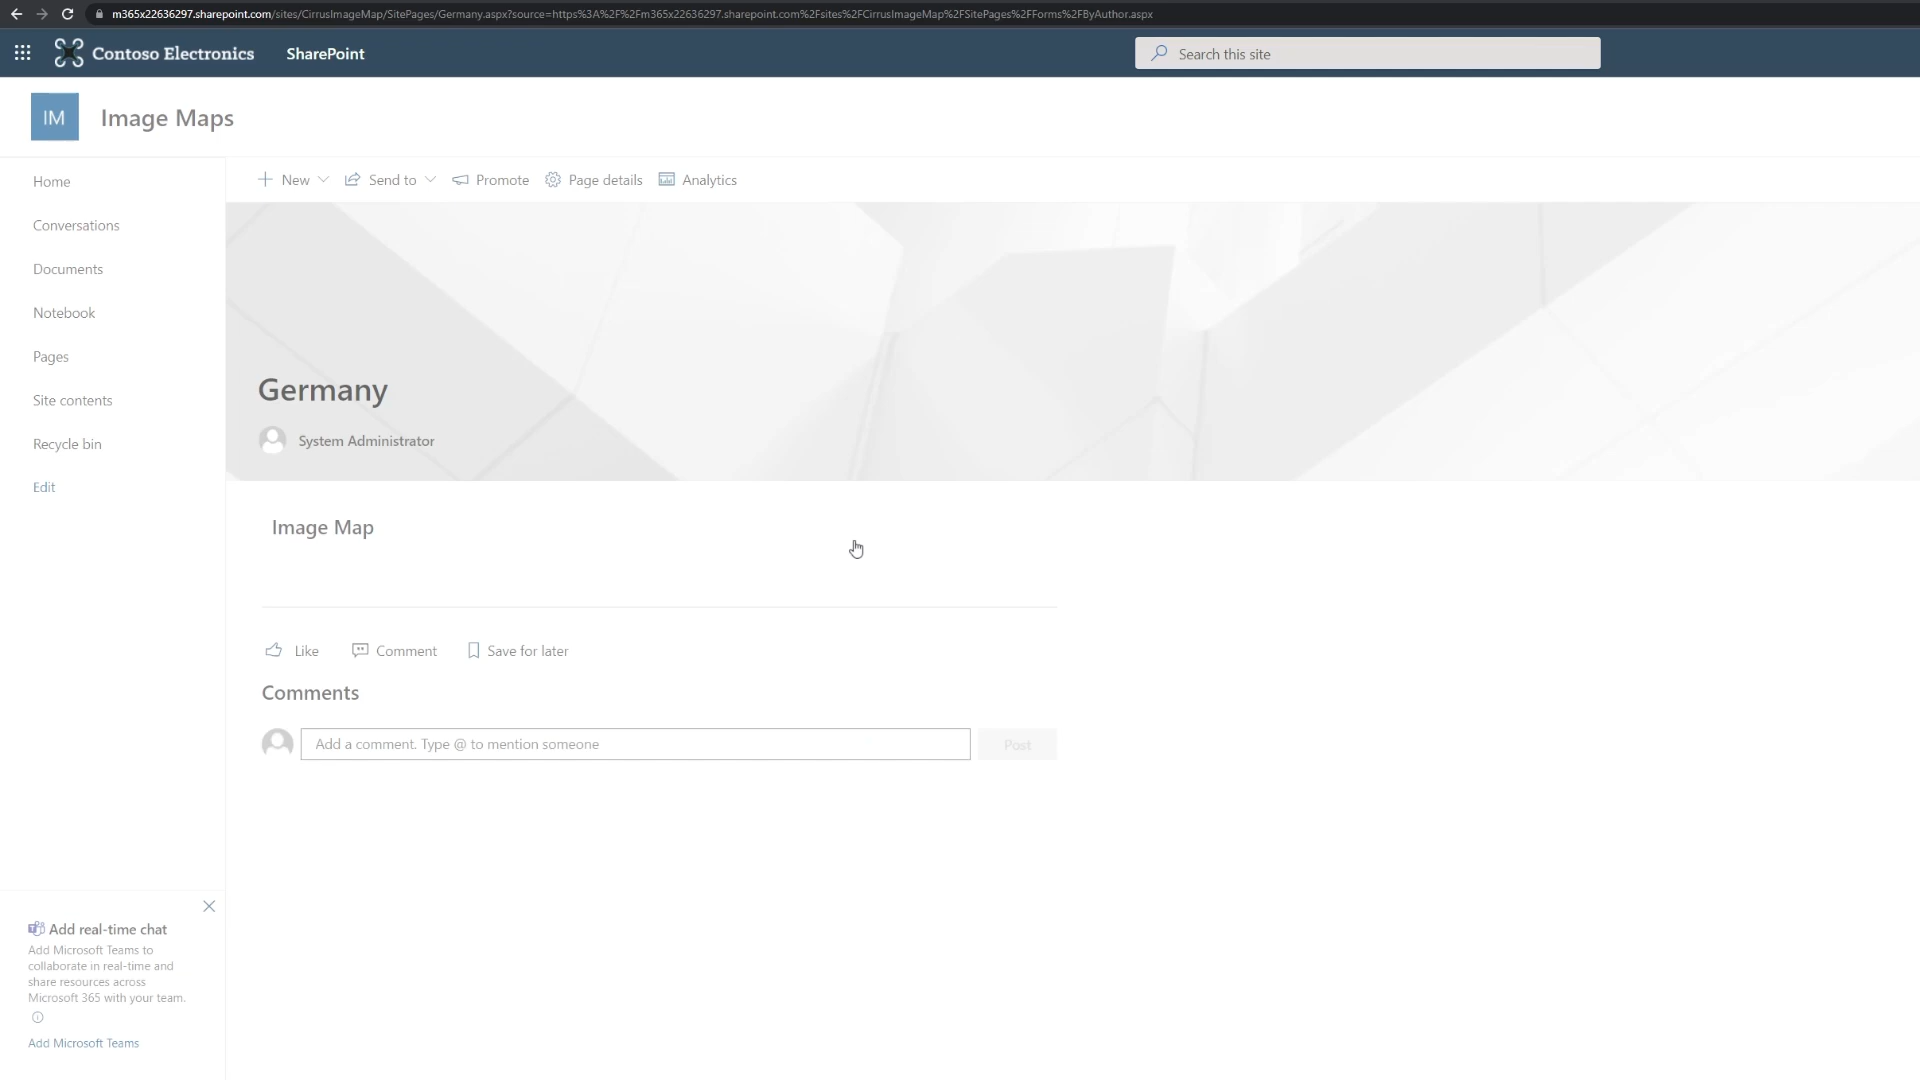 m365x22636297.sharepoint.com/sites/CirrusImageMap/SitePages/Germany.aspx?source=https%3A%2F%2Fm365x22636297.sharepoint.com%2Fsites%2FCirrusImageMap%2FSitePages%2FForms%2FByAuthor.aspx
Contoso Electronics SharePoint
Search this site
IM Image Maps
New Send to Promote Page details Analytics
Home
Conversations
Documents
Notebook
Pages
Site contents
Recycle bin
Edit
Germany
System Administrator
Image Map
Like Comment Save for later
Comments
Add a comment. Type @ to mention someone
Post
Add real-time chat
Add Microsoft Teams to
collaborate in real-time and
share resources across
Microsoft 365 with your team.
Add Microsoft Teams